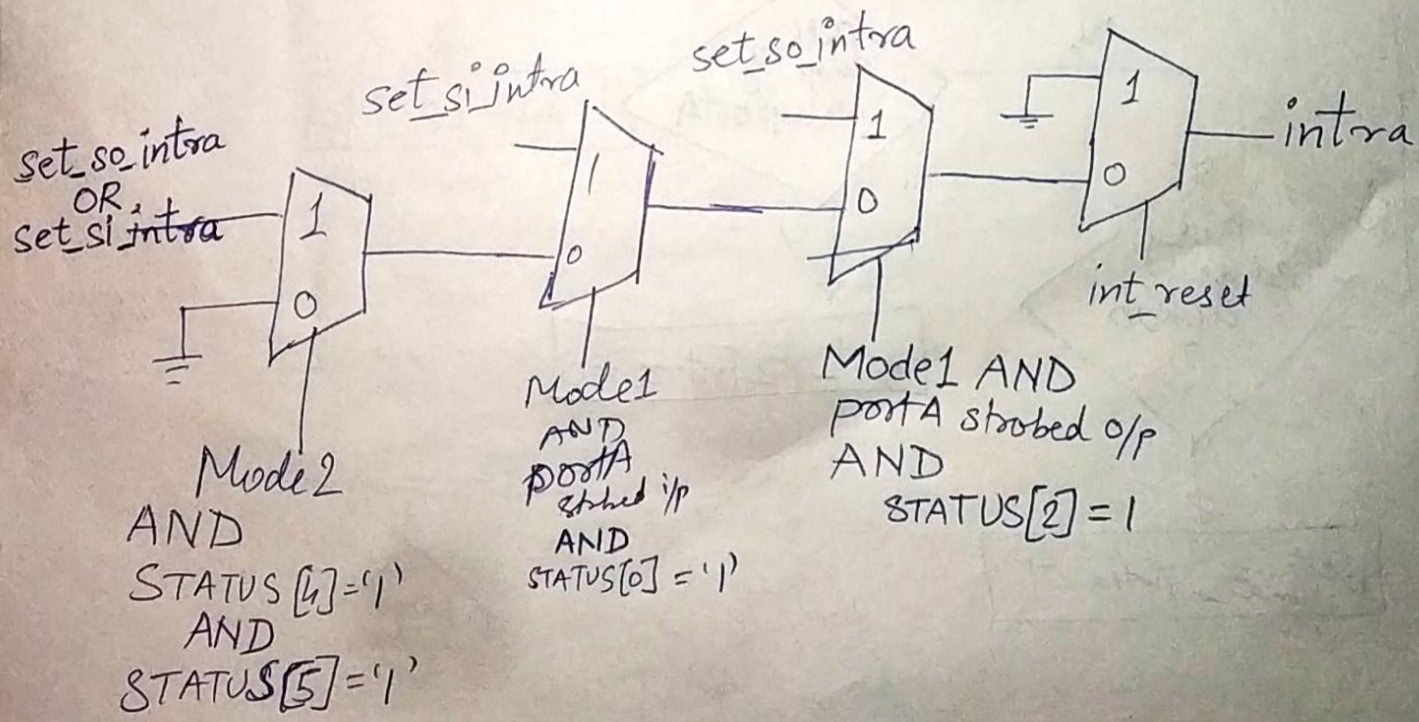 set_so_intra
OR
set_si_intra
1
0
Mode2
AND
STATUS[4]='1'
AND
STATUS[5]='1'
set_si_intra
1
0
Mode1
AND
portA
strobed i/p
AND
STATUS[0]='1'
set_so_intra
1
0
Mode1 AND
portA strobed o/p
AND
STATUS[2]=1
1
0
int_reset
intra